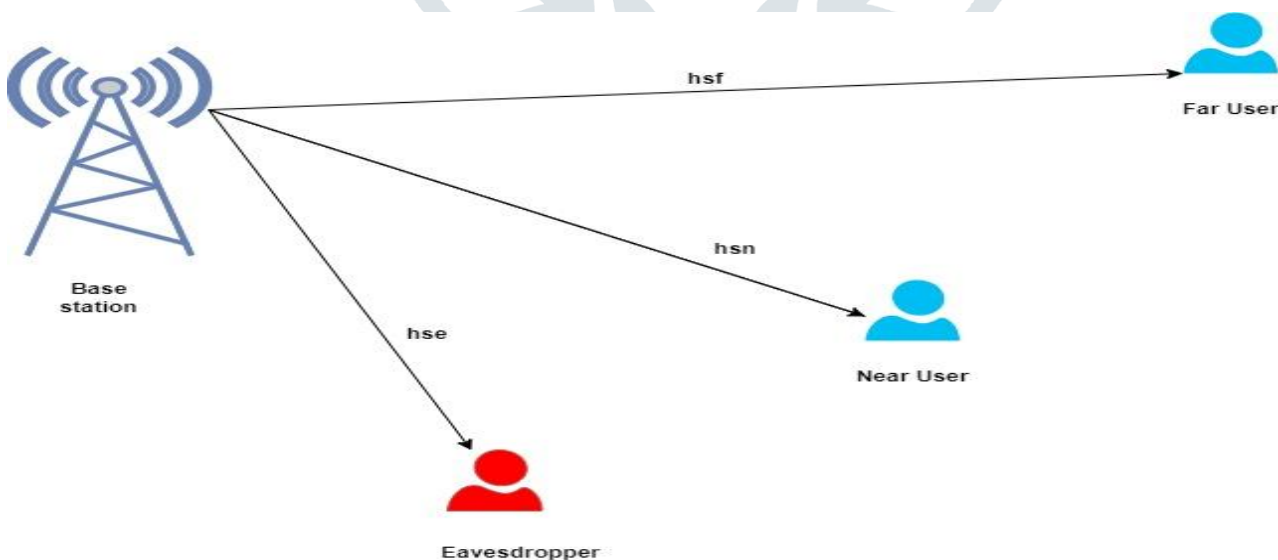 hsf
Far User
hsn
Base
station
hse
Near User
Eavesdropper